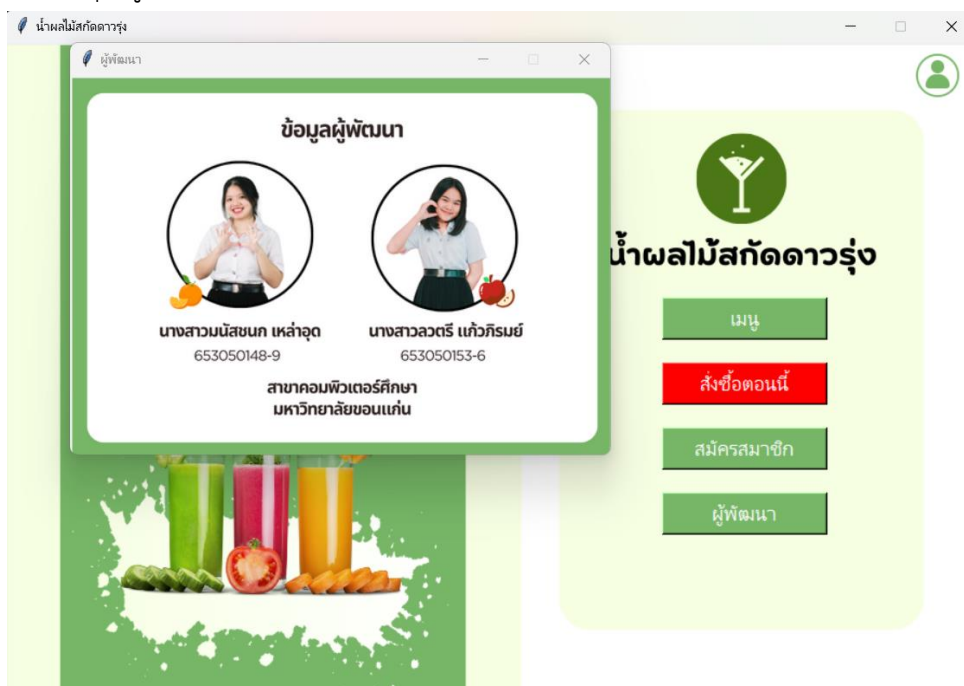 น้ำผลไม้สกัดดาวรุ่ง
ผู้พัฒนา
ข้อมูลผู้พัฒนา
นางสาวมนัสชนก เหล่าอุด
นางสาวลวตรี แก้วภิรมย์
653050148-9
653050153-6
สาขาคอมพิวเตอร์ศึกษา
มหาวิทยาลัยขอนแก่น
น้ำผลไม้สกัดดาวรุ่ง
เมนู
สั่งซื้อตอนนี้
สมัครสมาชิก
ผู้พัฒนา